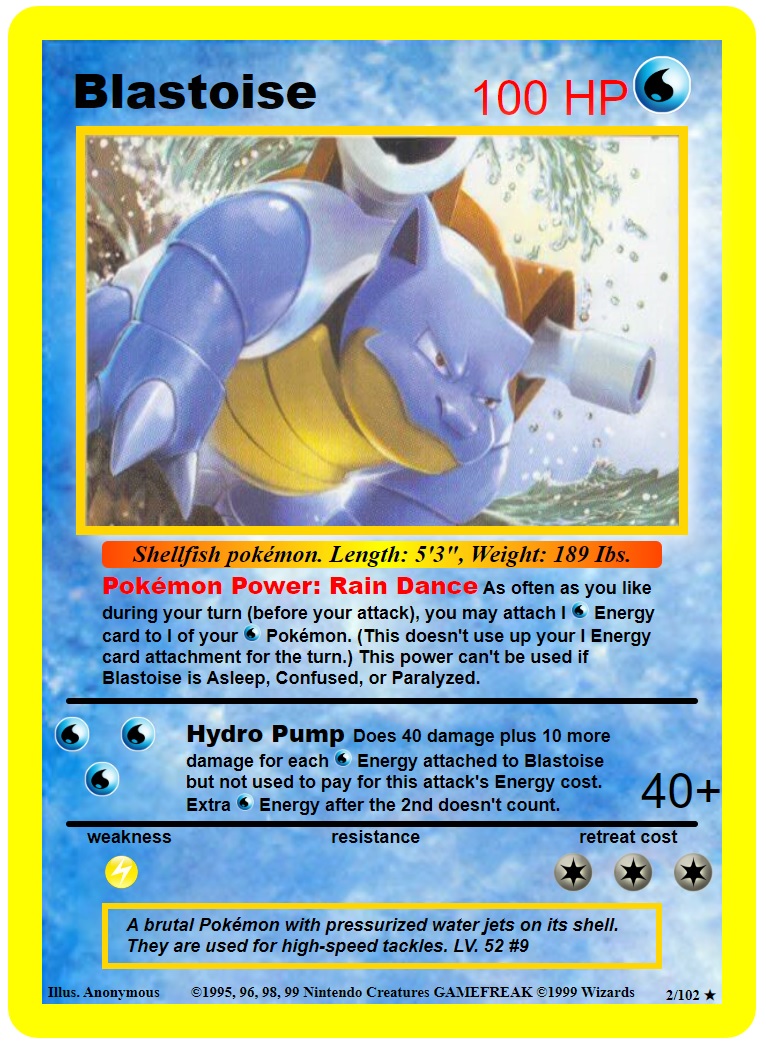 Blastoise
100 HP
Shellfish pokémon. Length: 5'3", Weight: 189 Ibs.
Pokémon Power: Rain Dance As often as you like
during your turn (before your attack), you may attach I Energy
card to I of your Pokémon. (This doesn't use up your I Energy
card attachment for the turn.) This power can't be used if
Blastoise is Asleep, Confused, or Paralyzed.
Hydro Pump Does 40 damage plus 10 more
damage for each Energy attached to Blastoise
but not used to pay for this attack's Energy cost.
Extra Energy after the 2nd doesn't count.
40+
weakness resistance retreat cost
A brutal Pokémon with pressurized water jets on its shell.
They are used for high-speed tackles. LV. 52 #9
Illus. Anonymous ©1995, 96, 98, 99 Nintendo Creatures GAMEFREAK ©1999 Wizards 2/102 ★